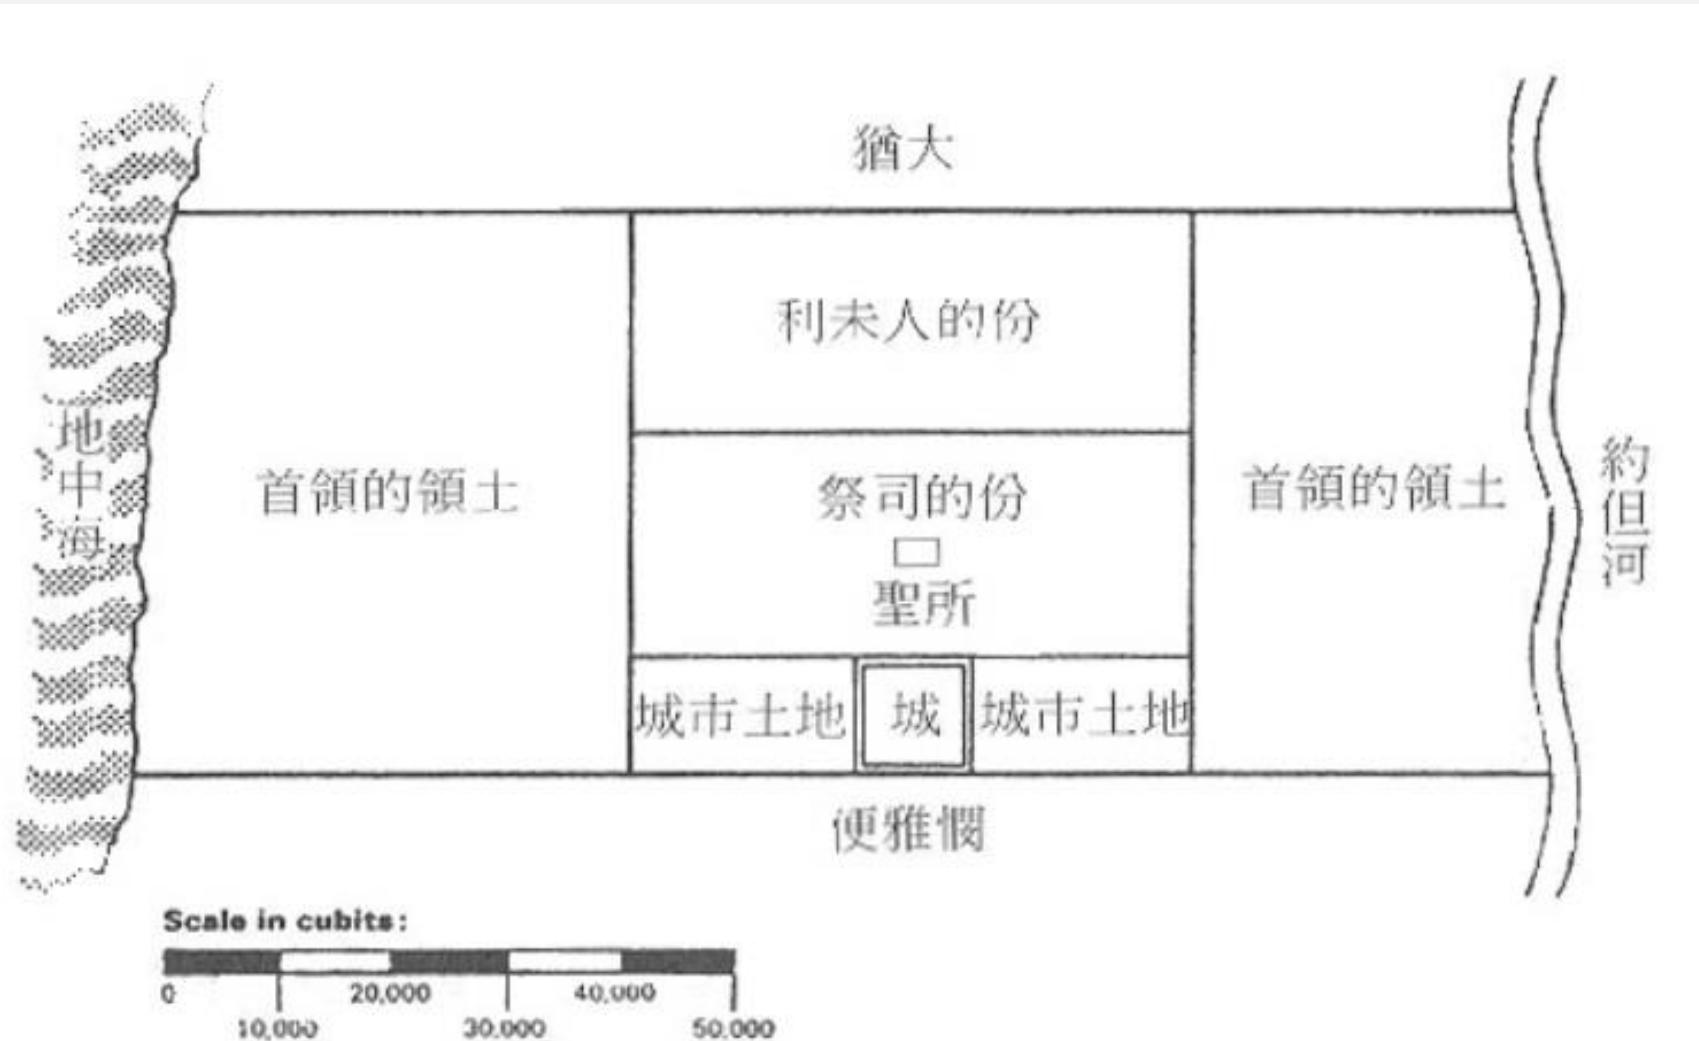 猶大
利未人的份
地中海
首領的領土
祭司的份
首領的領土
約但河
聖所
城市土地
城
城市土地
便雅憫
Scale in cubits:
0
20,000
40,000
10,000
30,000
50,000